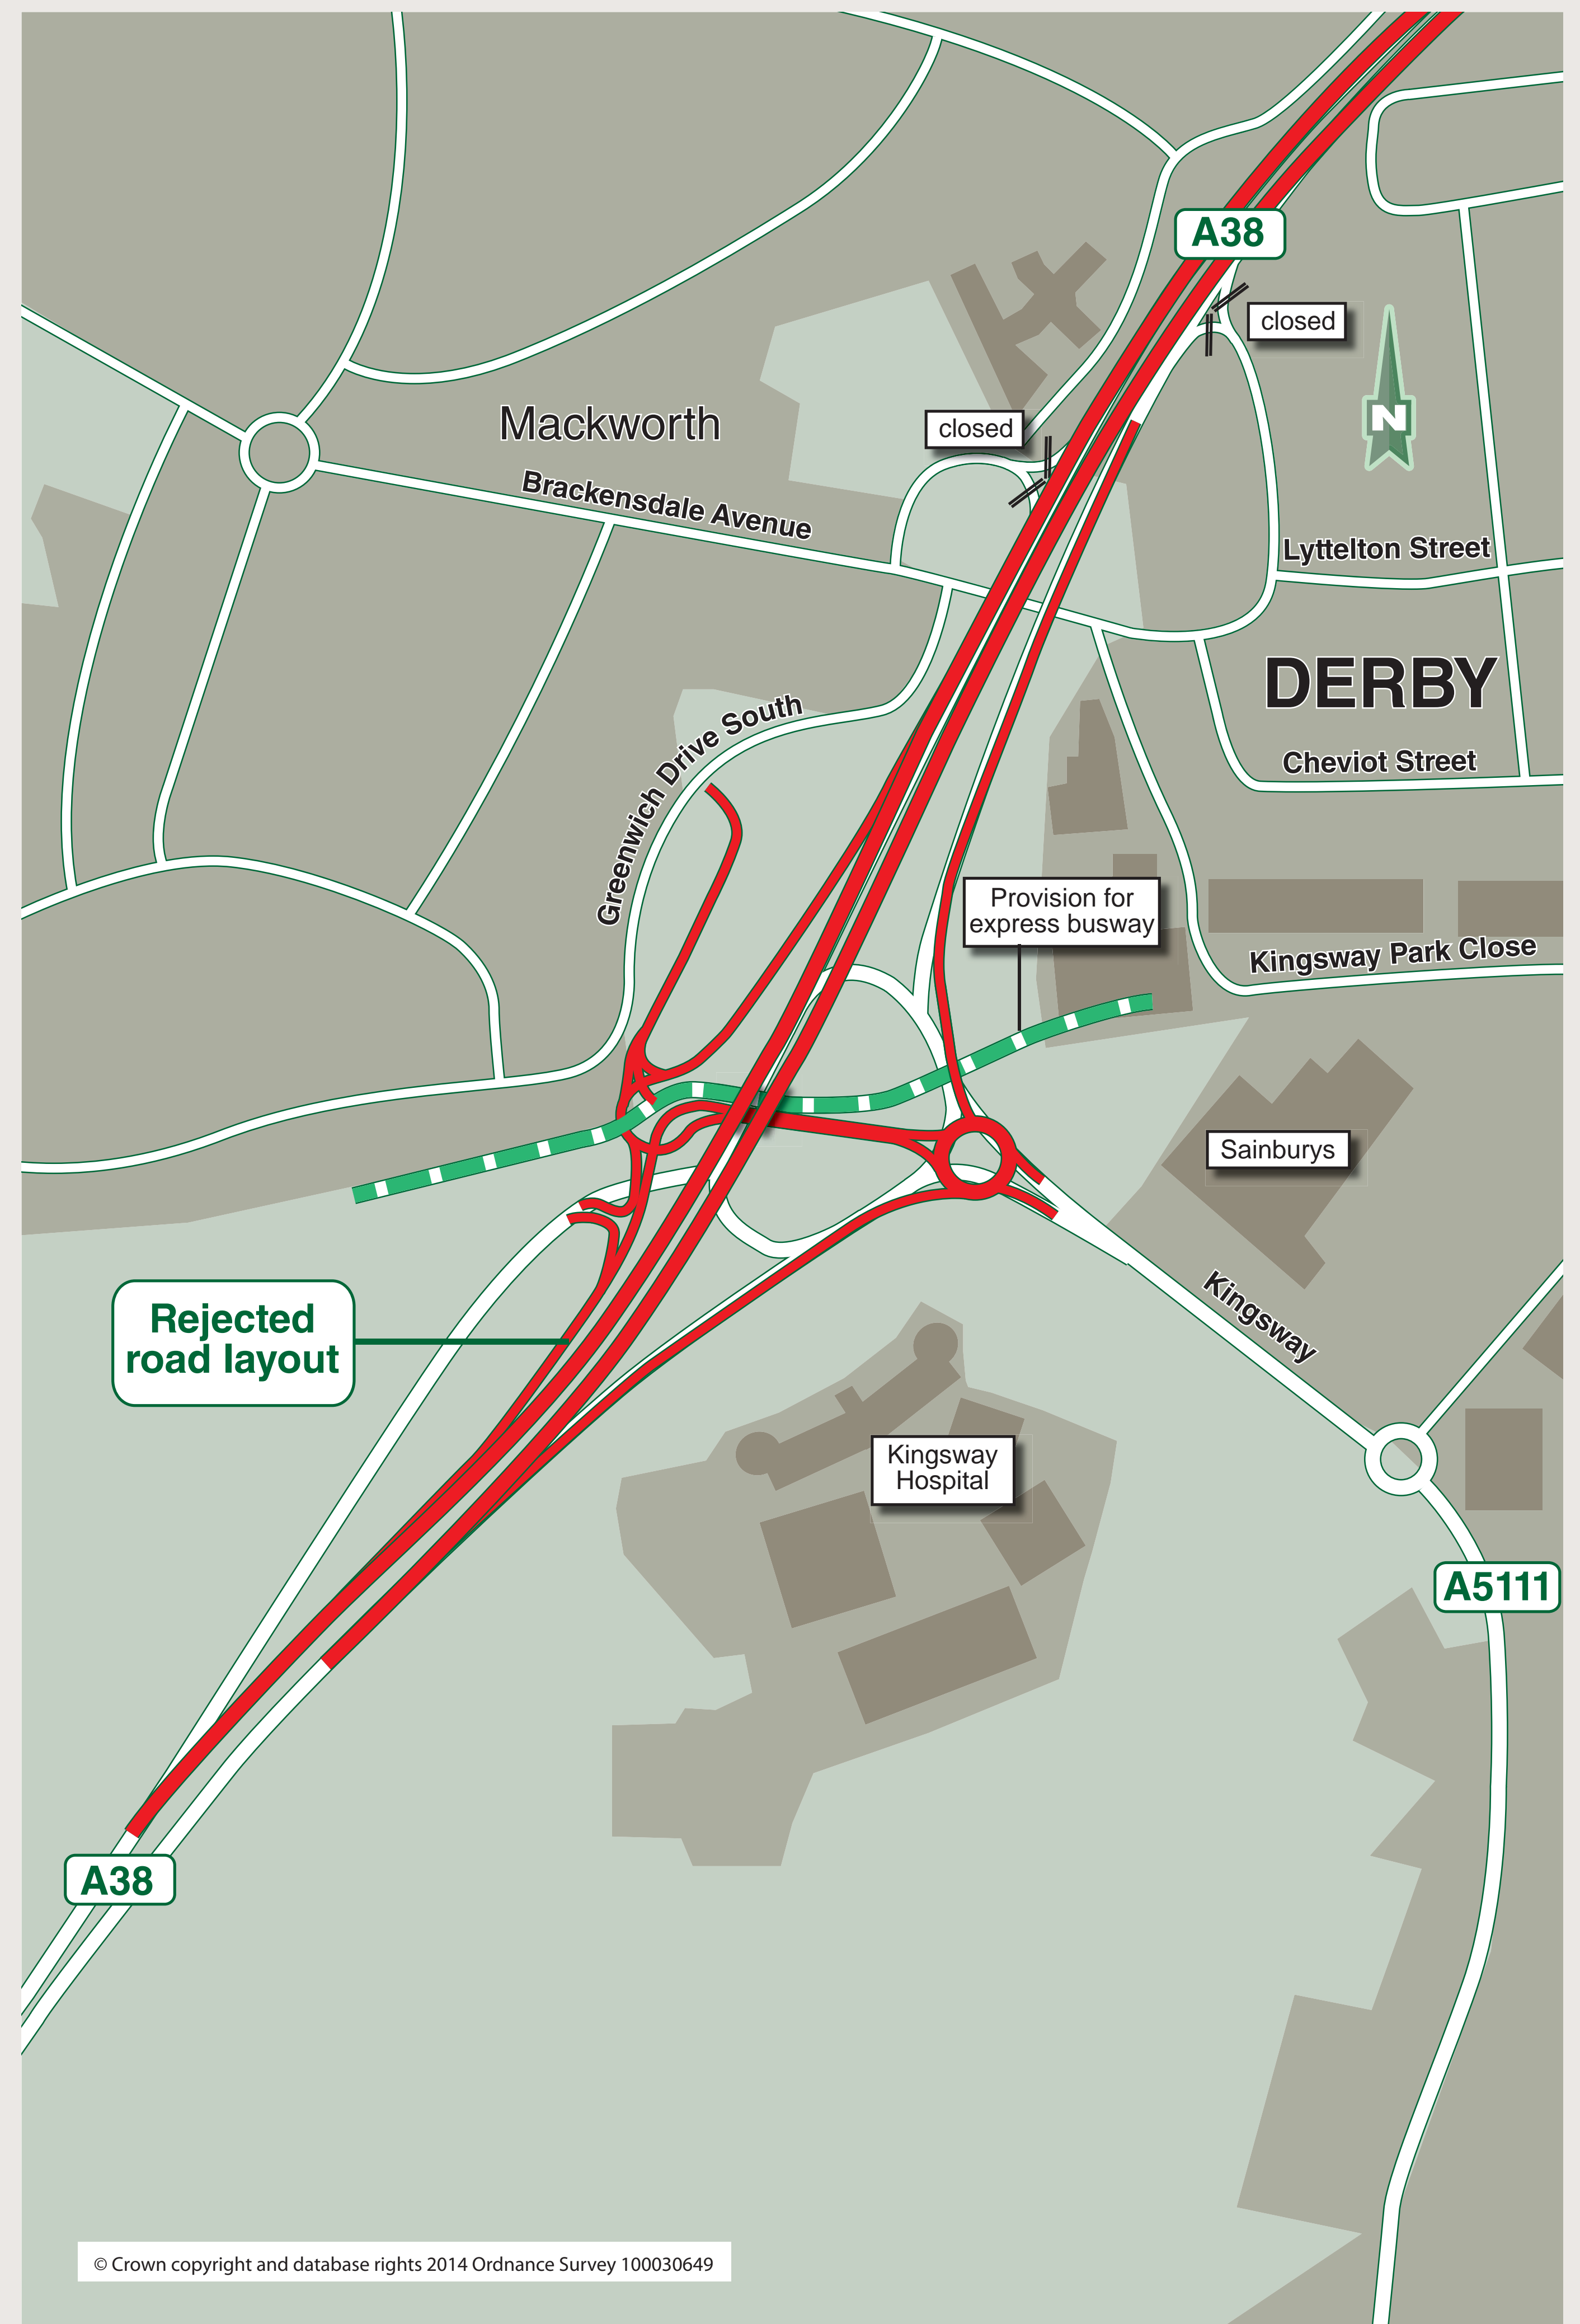 A38
closed
N
Mackworth
closed
Brackensdale Avenue
Lyttelton Street
DERBY
Greenwich Drive South
Cheviot Street
Provision for
express busway
Kingsway Park Close
Sainburys
Rejected
road layout
Kingsway
Kingsway
Hospital
A5111
A38
© Crown copyright and database rights 2014 Ordnance Survey 100030649